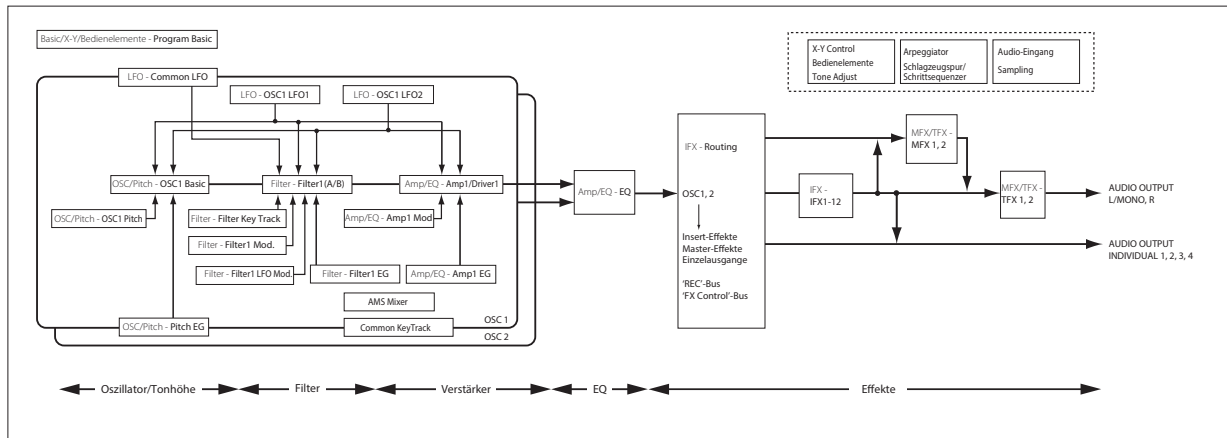 Basic/X-Y/Bedienelemente - Program Basic
X-Y Control
Bedienelemente
Tone Adjust
Arpeggiator
Schlagzeugspur/
Schrittsequenzer
Audio-Eingang
Sampling
LFO - Common LFO
LFO - OSC1 LFO1
LFO - OSC1 LFO2
OSC/Pitch - OSC1 Basic
Filter - Filter1(A/B)
Amp/EQ - Amp1/Driver1
OSC/Pitch - OSC1 Pitch
Filter - Filter Key Track
Amp/EQ - Amp1 Mod
Filter - Filter1 Mod.
Filter - Filter1 LFO Mod.
Filter - Filter1 EG
Amp/EQ - Amp1 EG
AMS Mixer
OSC/Pitch - Pitch EG
Common KeyTrack
OSC 1
OSC 2
Amp/EQ - EQ
IFX - Routing
OSC1, 2
Insert-Effekte
Master-Effekte
Einzelausgange
'REC'-Bus
'FX Control'-Bus
IFX -
IFX1-12
MFX/TFX -
MFX 1, 2
MFX/TFX -
TFX 1, 2
AUDIO OUTPUT
L/MONO, R
AUDIO OUTPUT
INDIVIDUAL 1, 2, 3, 4
Oszillator/Tonhöhe
Filter
Verstärker
EQ
Effekte